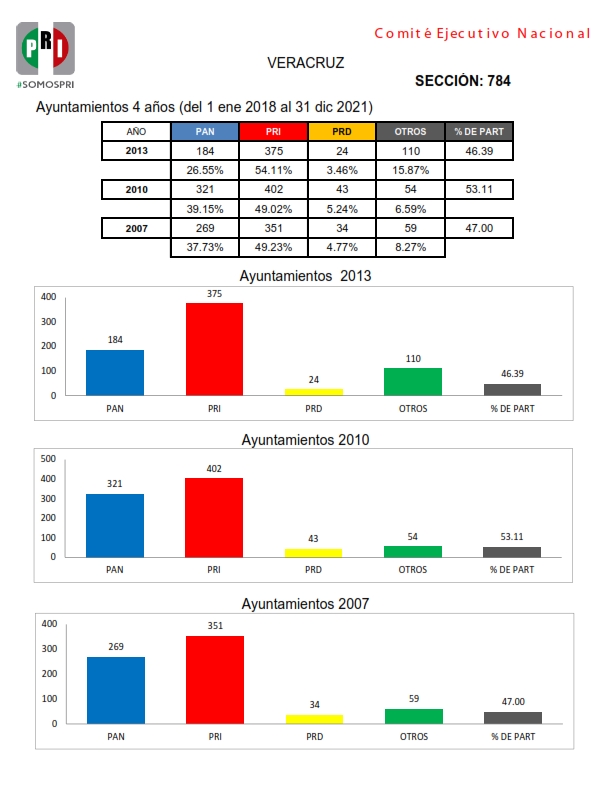 Comité Ejecutivo Nacional
PRI
#SOMOSPRI
VERACRUZ
SECCIÓN: 784
Ayuntamientos 4 años (del 1 ene 2018 al 31 dic 2021)
AÑO PAN PRI PRD OTROS % DE PART
2013 184 375 24 110 46.39
26.55% 54.11% 3.46% 15.87%
2010 321 402 43 54 53.11
39.15% 49.02% 5.24% 6.59%
2007 269 351 34 59 47.00
37.73% 49.23% 4.77% 8.27%
Ayuntamientos 2013
400
300
200
100
0
184 375 24 110 46.39
PAN PRI PRD OTROS % DE PART
Ayuntamientos 2010
500
400
300
200
100
0
321 402 43 54 53.11
PAN PRI PRD OTROS % DE PART
Ayuntamientos 2007
400
300
200
100
0
269 351 34 59 47.00
PAN PRI PRD OTROS % DE PART